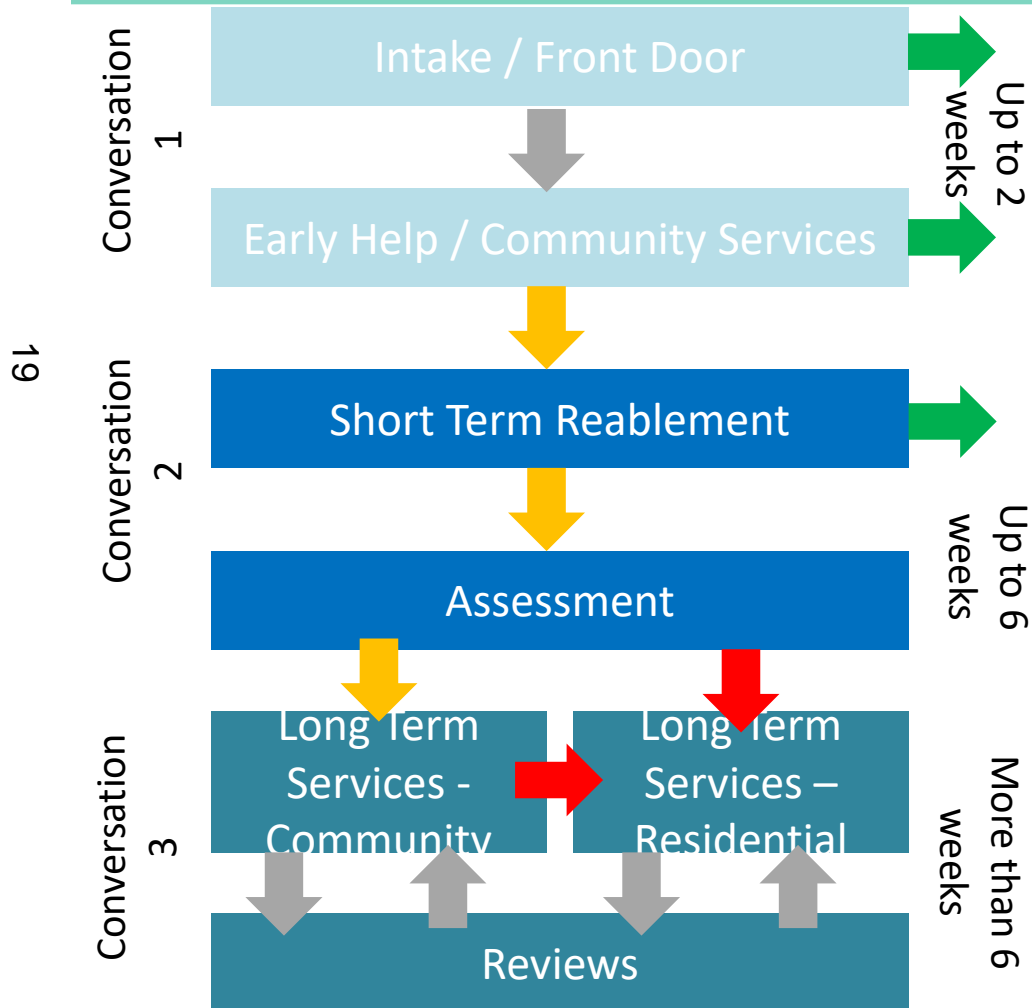 Conversation
1
Intake / Front Door
Early Help / Community Services
Up to 2
weeks
19
Conversation
2
Short Term Reablement
Assessment
Up to 6
weeks
Conversation
3
Long Term
Services -
Community
Long Term
Services –
Residential
Reviews
More than 6
weeks